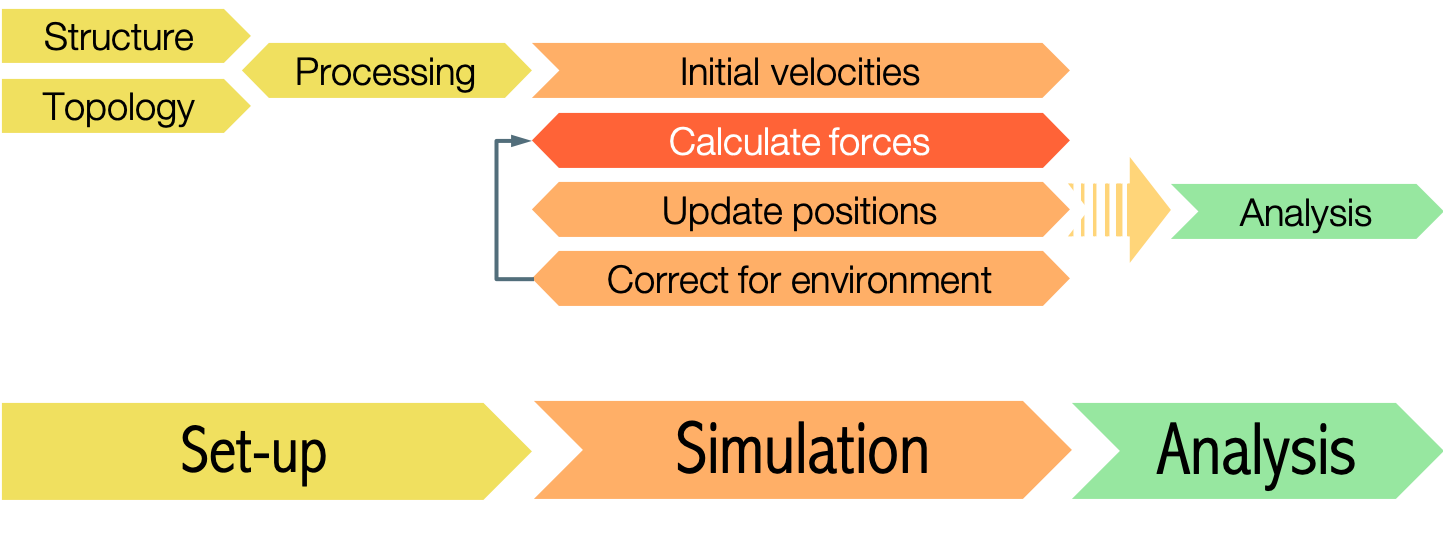 Structure
Topology
Processing
Initial velocities
Calculate forces
Update positions
Correct for environment
Analysis
Set-up
Simulation
Analysis